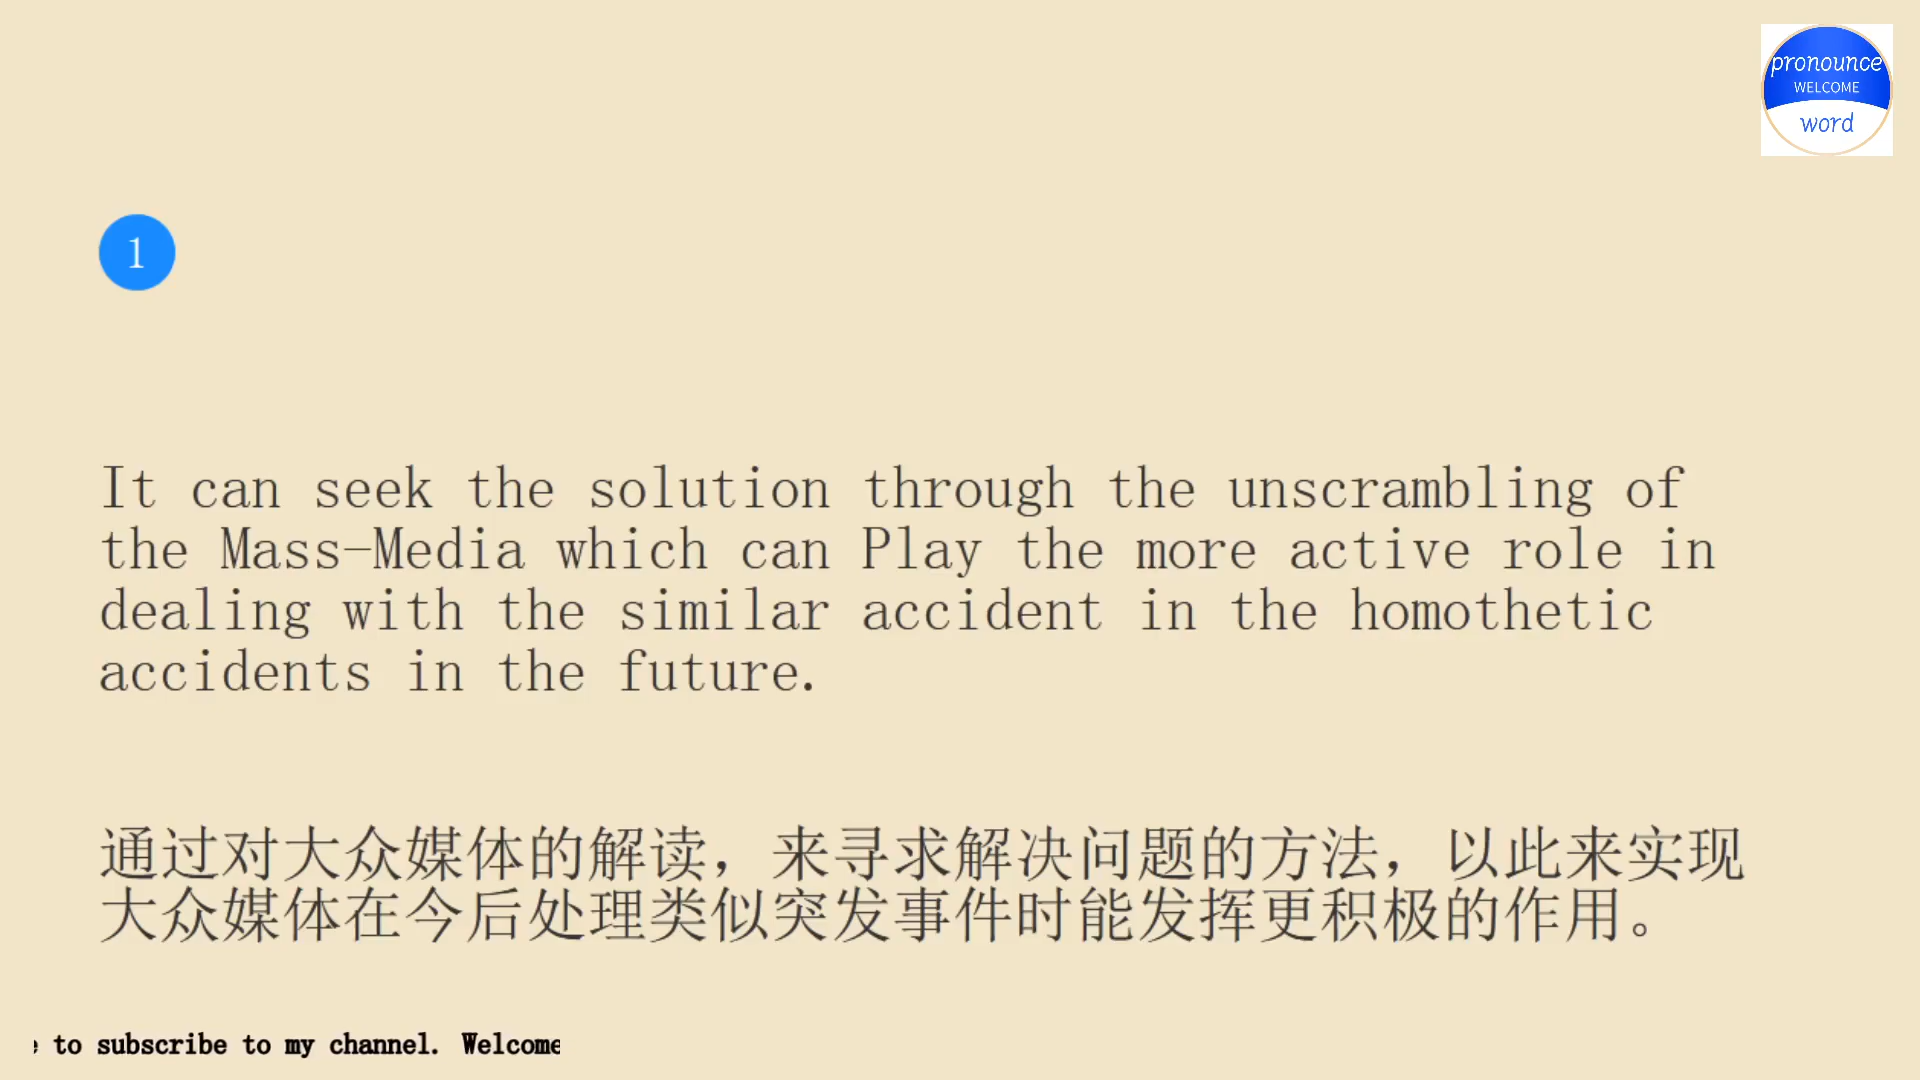 pronounce
WELCOME
word
1
It can seek the solution through the unscrambling of
the Mass-Media which can Play the more active role in
dealing with the similar accident in the homothetic
accidents in the future.
通过对大众媒体的解读，来寻求解决问题的方法，以此来实现
大众媒体在今后处理类似突发事件时能发挥更积极的作用。
to subscribe to my channel. Welcome